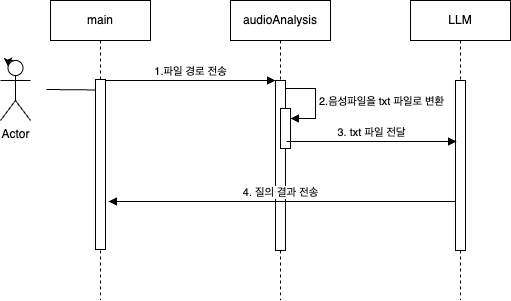 main
audioAnalysis
LLM
1.파일 경로 전송
2.음성파일을 txt 파일로 변환
Actor
3. txt 파일 전달
4. 질의 결과 전송